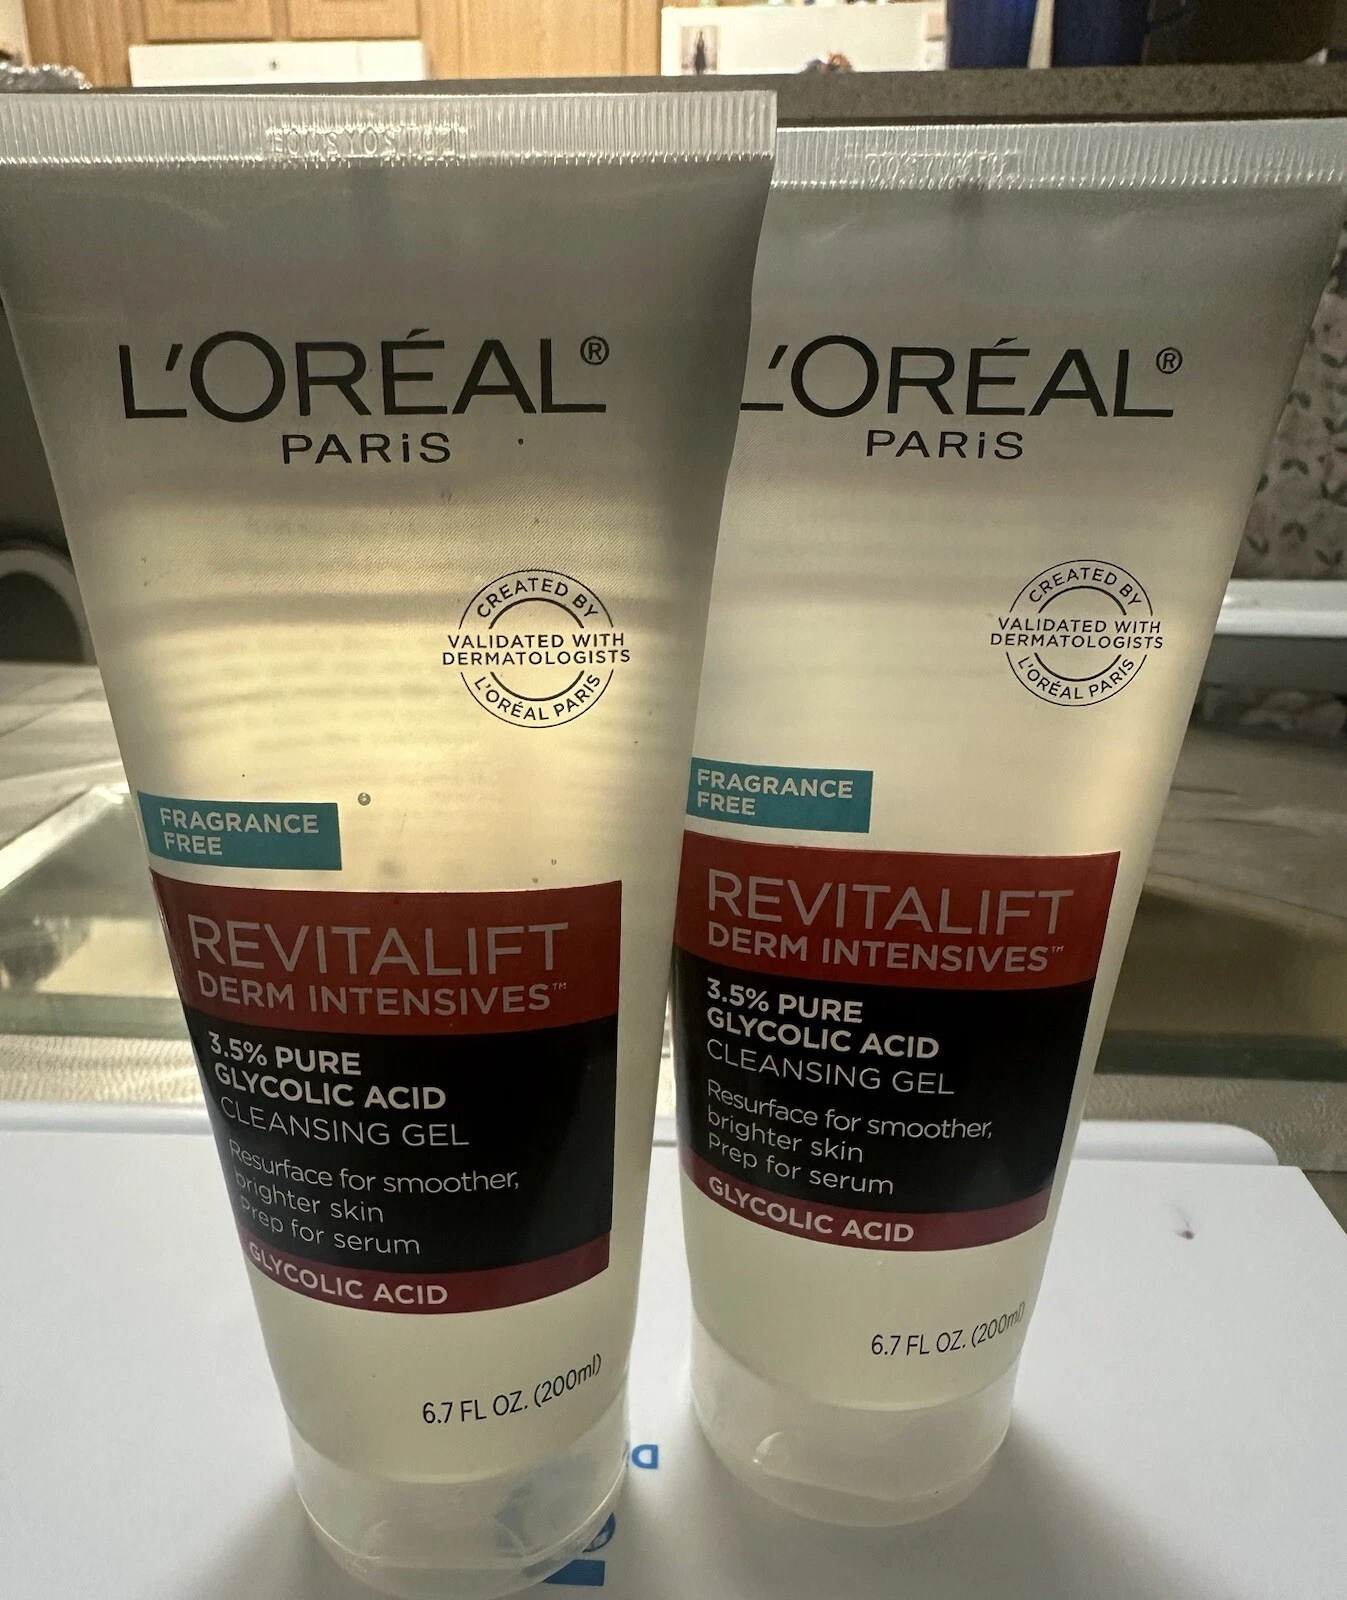 L'ORÉAL®
PARiS
CREATED BY
VALIDATED WITH
DERMATOLOGISTS
L'ORÉAL PARIS
FRAGRANCE
FREE
REVITALIFT
DERM INTENSIVES™
3.5% PURE
GLYCOLIC ACID
CLEANSING GEL
Resurface for smoother,
brighter skin
Prep for serum
GLYCOLIC ACID
6.7 FL OZ. (200ml)
L'ORÉAL®
PARiS
CREATED BY
VALIDATED WITH
DERMATOLOGISTS
L'ORÉAL PARIS
FRAGRANCE
FREE
REVITALIFT
DERM INTENSIVES™
3.5% PURE
GLYCOLIC ACID
CLEANSING GEL
Resurface for smoother,
brighter skin
Prep for serum
GLYCOLIC ACID
6.7 FL OZ. (200ml)